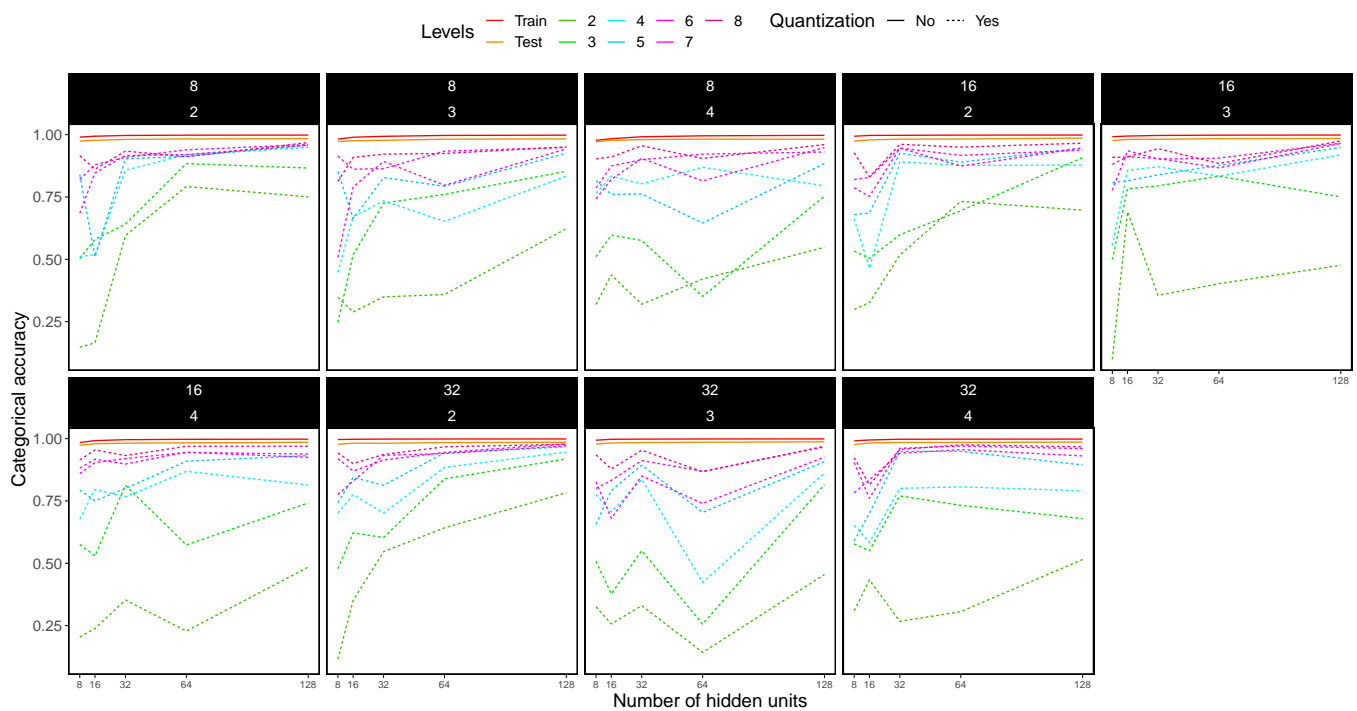 Levels Train 2 4 6 8 Quantization No Yes
Test 3 5 7
8 8 8 16 16
2 3 4 2 3
1.00
0.75
0.50
0.25
8 16 32 64 128
16 32 32 32
4 2 3 4
1.00
0.75
0.50
0.25
8 16 32 64 128 8 16 32 64 128 8 16 32 64 128 8 16 32 64 128
Categorical accuracy
Number of hidden units